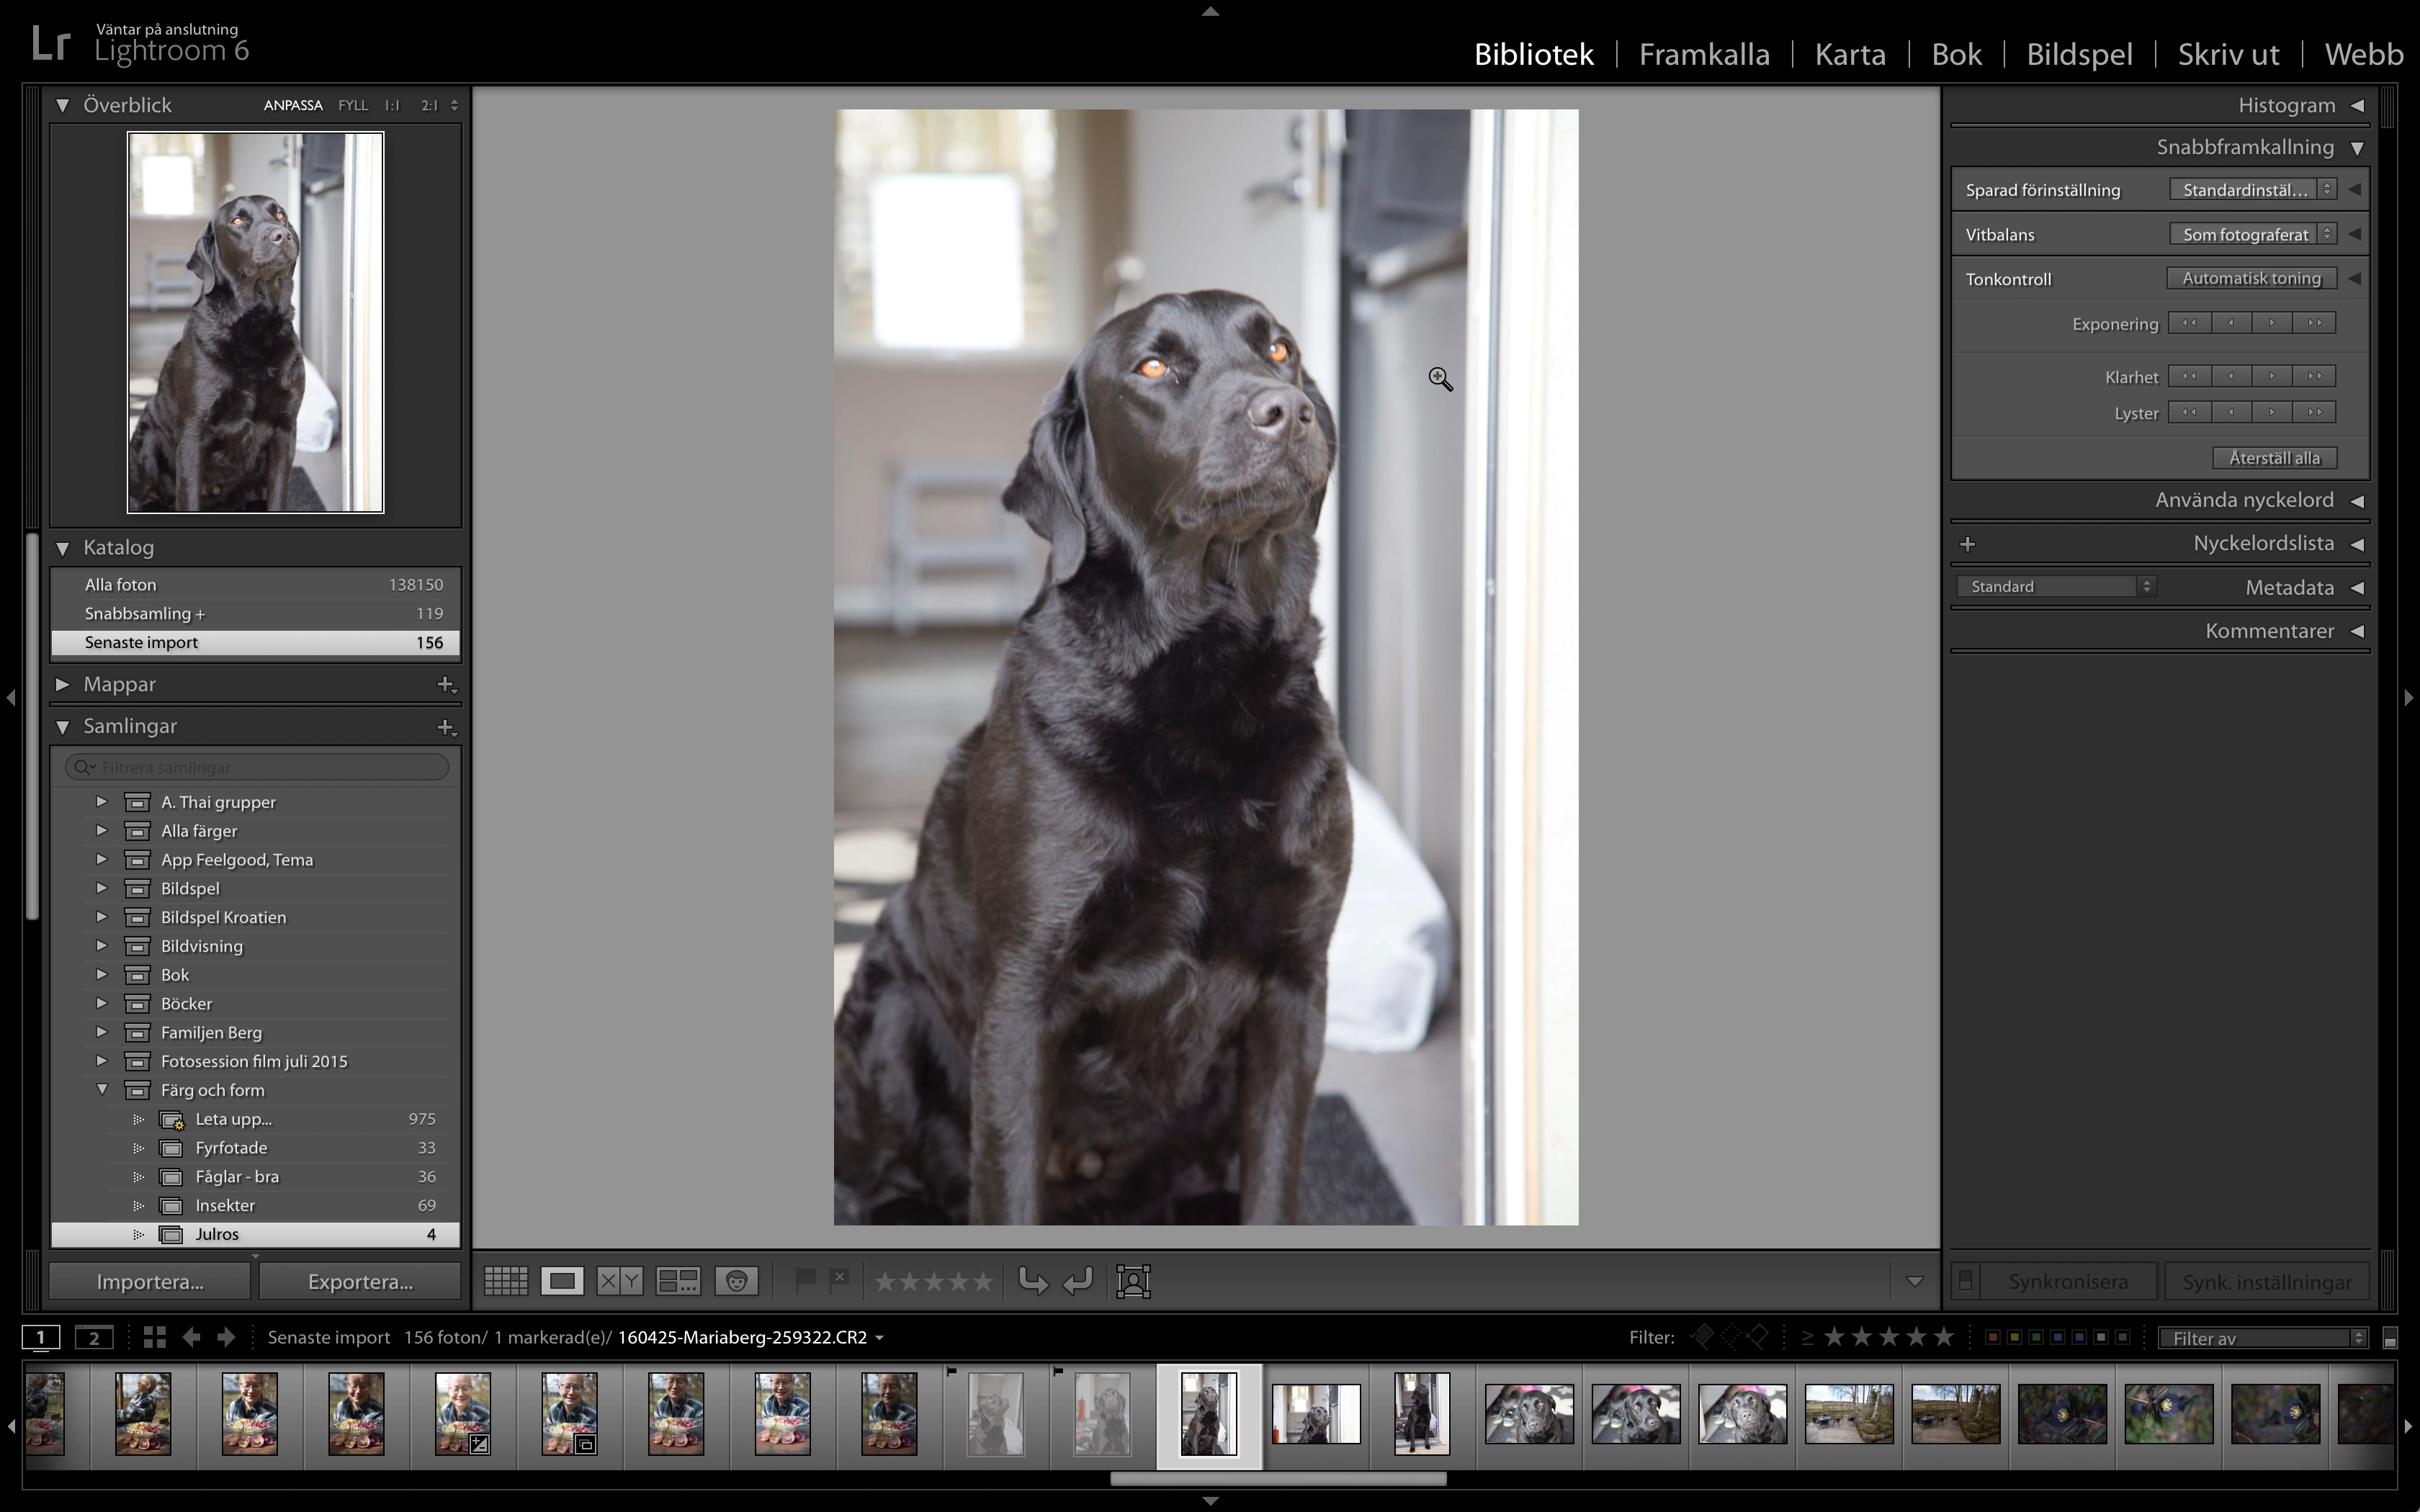 Lr
Väntar på anslutning
Lightroom 6
Bibliotek | Framkalla | Karta | Bok | Bildspel | Skriv ut | Webb
Överblick ANPASSA FYLL 1:1 2:1
Katalog
Alla foton 138150
Snabbsamling + 119
Senaste import 156
Mappar
Samlingar
Filtrera samlingar
A. Thai grupper
Alla färger
App Feelgood, Tema
Bildspel
Bildspel Kroatien
Bildvisning
Bok
Böcker
Familjen Berg
Fotosession film juli 2015
Färg och form
Leta upp... 975
Fyrfotade 33
Fåglar - bra 36
Insekter 69
Julros 4
Importera... Exportera...
X Y
Histogram
Snabbframkallning
Sparad förinställning Standardinstäl...
Vitbalans Som fotograferat
Tonkontroll Automatisk toning
Exponering
Klarhet
Lyster
Återställ alla
Använda nyckelord
Nyckelordslista
Standard Metadata
Kommentarer
Synkronisera Synk. inställningar
1 2 Senaste import 156 foton/ 1 markerad(e)/ 160425-Mariaberg-259322.CR2 Filter: ≥ Filter av